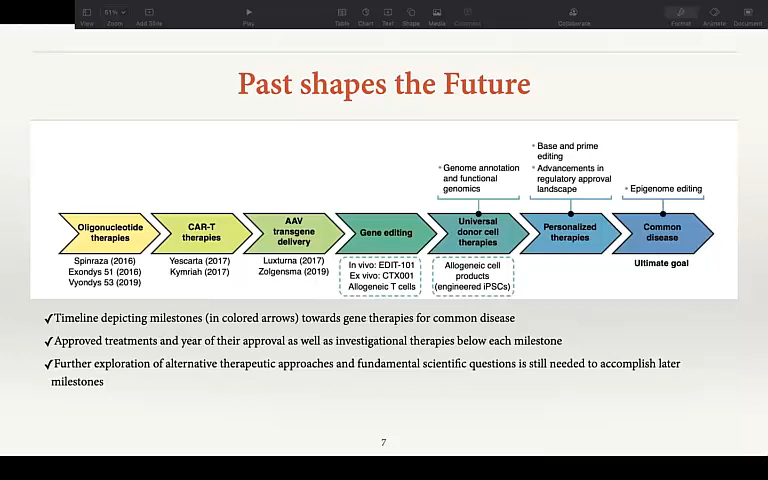 51%
View
Zoom
Add Slide
Play
Table
Chart
Text
Shape
Media
Comment
Collaborate
Format
Animate
Document
Past shapes the Future
• Genome annotation
and functional
genomics
• Base and prime
editing
• Advancements in
regulatory approval
landscape
• Epigenome editing
Oligonucleotide
therapies
CAR-T
therapies
AAV
transgene
delivery
Gene editing
Universal
donor cell
therapies
Personalized
therapies
Common
disease
Spinraza (2016)
Exondys 51 (2016)
Vyondys 53 (2019)
Yescarta (2017)
Kymriah (2017)
Luxturna (2017)
Zolgensma (2019)
In vivo: EDIT-101
Ex vivo: CTX001
Allogeneic T cells
Allogeneic cell
products
(engineered iPSCs)
Ultimate goal
✓Timeline depicting milestones (in colored arrows) towards gene therapies for common disease
✓Approved treatments and year of their approval as well as investigational therapies below each milestone
✓Further exploration of alternative therapeutic approaches and fundamental scientific questions is still needed to accomplish later
milestones
7